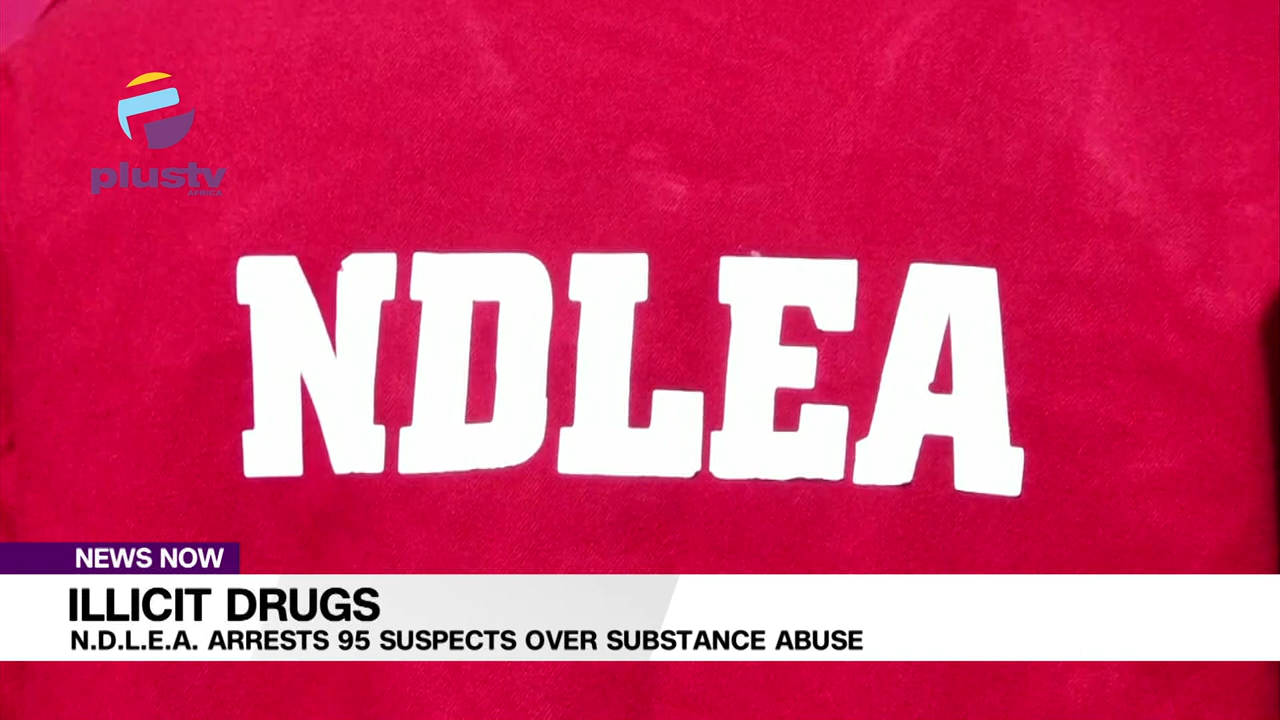 plustv
AFRICA
NDLEA
NEWS NOW
ILLICIT DRUGS
N.D.L.E.A. ARRESTS 95 SUSPECTS OVER SUBSTANCE ABUSE